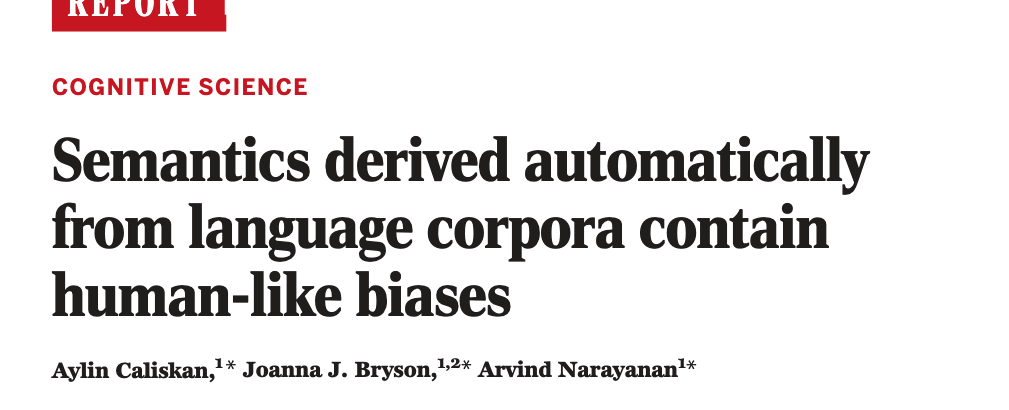 REPORT
COGNITIVE SCIENCE
Semantics derived automatically
from language corpora contain
human-like biases
Aylin Caliskan,¹* Joanna J. Bryson,¹,²* Arvind Narayanan¹*